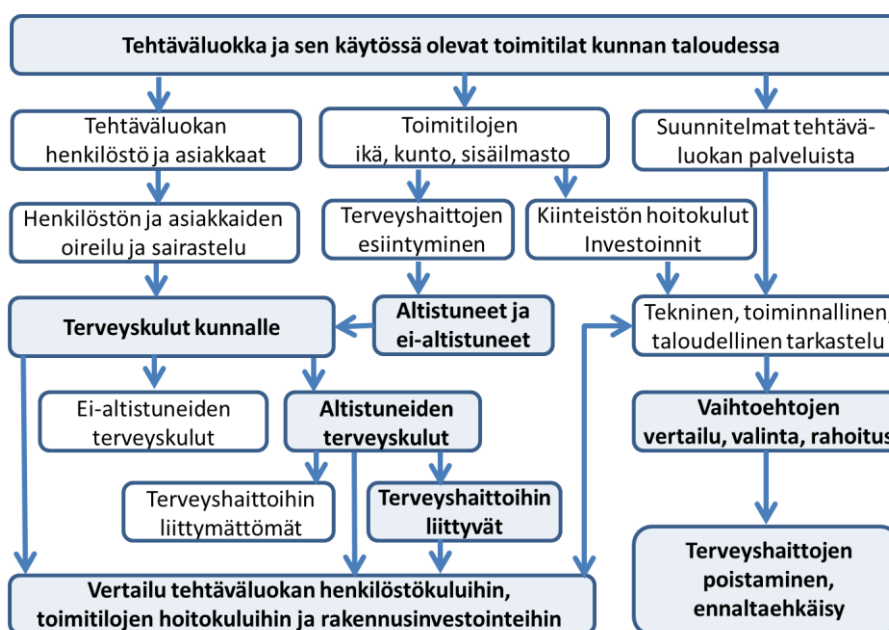 Tehtäväluokka ja sen käytössä olevat toimitilat kunnan taloudessa
Tehtäväluokan
henkilöstö ja asiakkaat
Toimitilojen
ikä, kunto, sisäilmasto
Suunnitelmat tehtävä-
luokan palveluista
Henkilöstön ja asiakkaiden
oireilu ja sairastelu
Terveyshaittojen
esiintyminen
Kiinteistön hoitokulut
Investoinnit
Terveyskulut kunnalle
Altistuneet ja
ei-altistuneet
Tekninen, toiminnallinen,
taloudellinen tarkastelu
Ei-altistuneiden
terveyskulut
Altistuneiden
terveyskulut
Vaihtoehtojen
vertailu, valinta, rahoitus
Terveyshaittoihin
liittymättömät
Terveyshaittoihin
liittyvät
Terveyshaittojen
poistaminen,
ennaltaehkäisy
Vertailu tehtäväluokan henkilöstökuluihin,
toimitilojen hoitokuluihin ja rakennusinvestointeihin